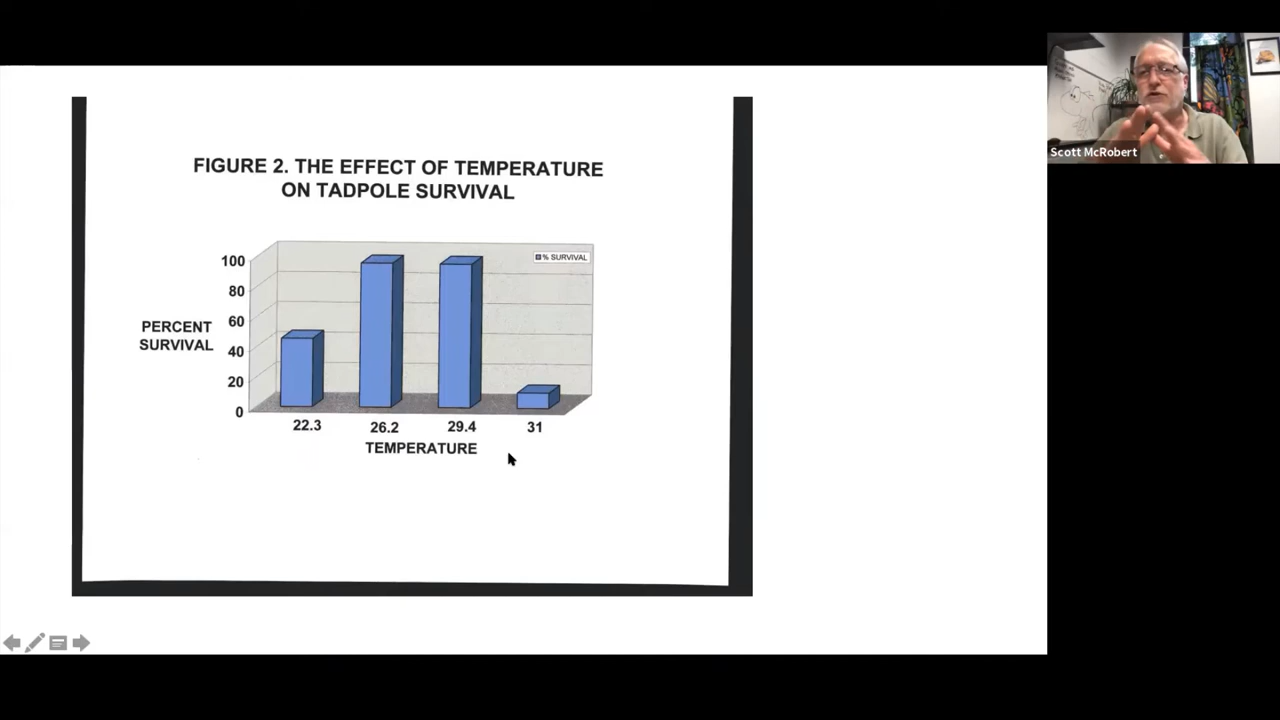 FIGURE 2. THE EFFECT OF TEMPERATURE
ON TADPOLE SURVIVAL
% SURVIVAL
100
80
60
40
20
0
PERCENT
SURVIVAL
22.3
26.2
29.4
31
TEMPERATURE
Scott McRobert